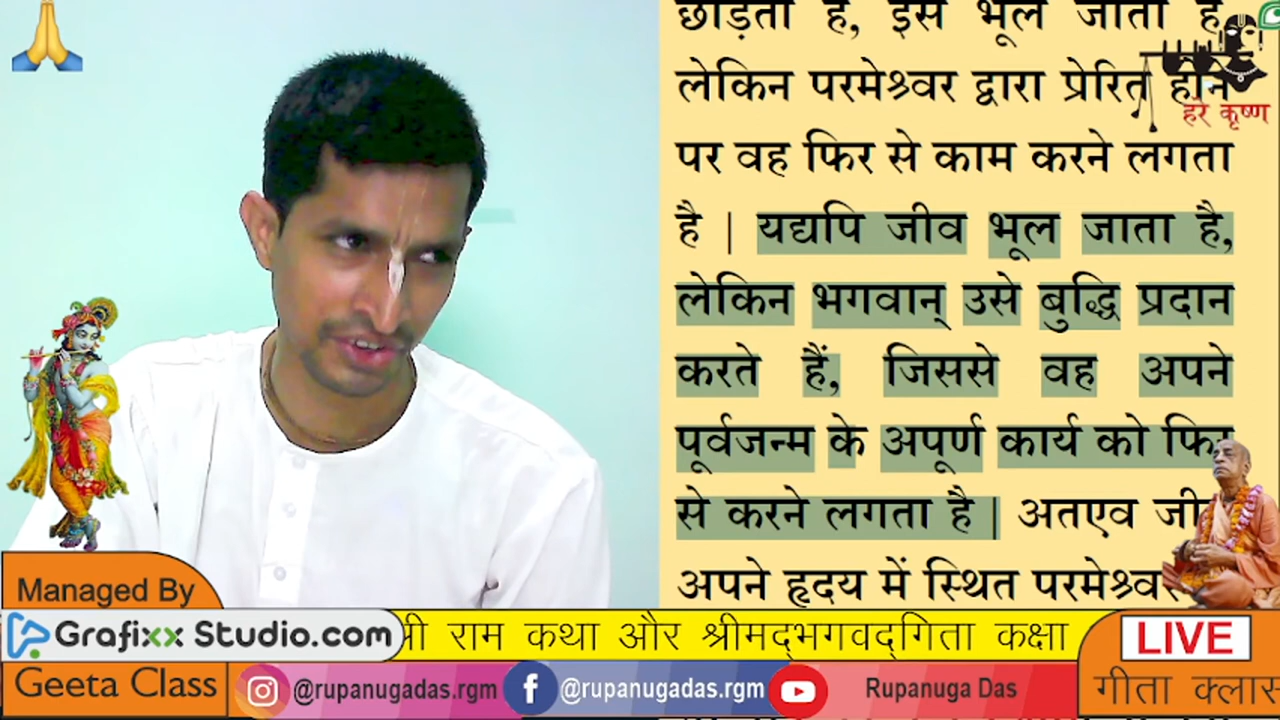 छोड़ता है, इसे भूल जाता है,
लेकिन परमेश्र्वर द्वारा प्रेरित होने
हरे कृष्ण
पर वह फिर से काम करने लगता
है | यद्यपि जीव भूल जाता है,
लेकिन भगवान् उसे बुद्धि प्रदान
करते हैं, जिससे वह अपने
पूर्वजन्म के अपूर्ण कार्य को फिर
से करने लगता है | अतएव
अपने हृदय में स्थित
Managed By
Grafixx Studio.com
राम कथा और श्रीमद्भगवद्गिता कक्षा
LIVE
Geeta Class
@rupanugadas.rgm
@rupanugadas.rgm
Rupanuga Das
गीता क्लास